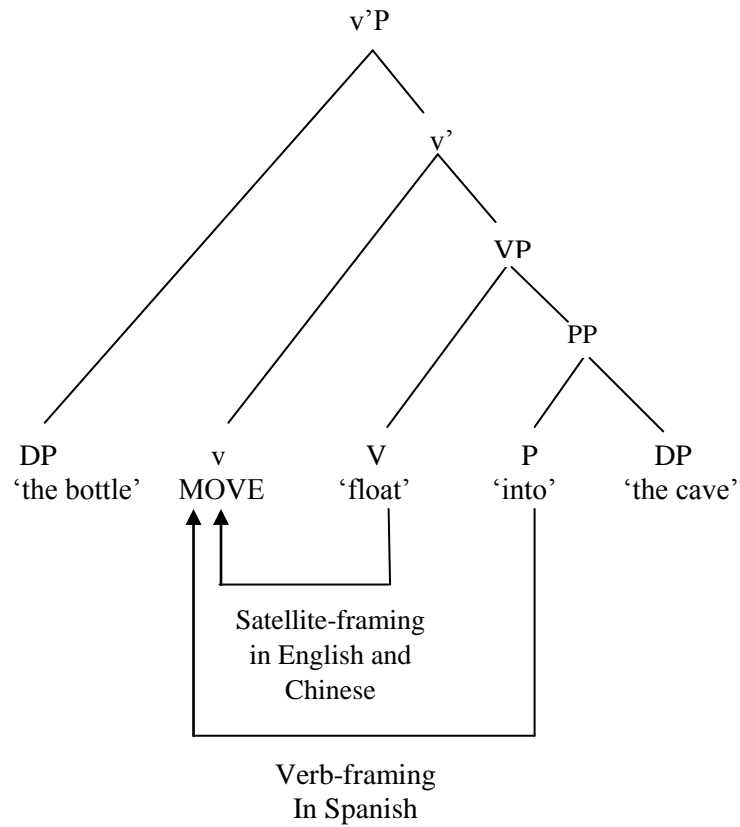 v’P
v’
VP
PP
DP v V P DP
‘the bottle’ MOVE ‘float’ ‘into’ ‘the cave’
Satellite-framing
in English and
Chinese
Verb-framing
In Spanish